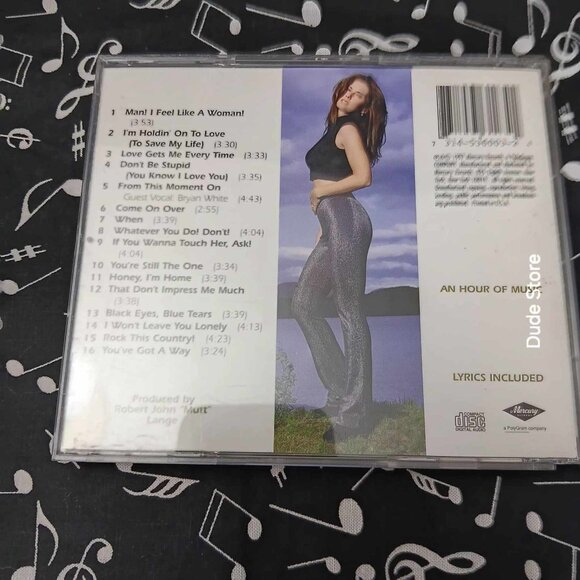 1 Man! I Feel Like A Woman!
(3:53)
2 I'm Holdin' On To Love
(To Save My Life) (3:30)
3 Love Gets Me Every Time (3:33)
4 Don't Be Stupid
(You Know I Love You) (3:35)
5 From This Moment On
Guest Vocal: Bryan White (4:43)
6 Come On Over (2:55)
7 When (3:39)
8 Whatever You Do! Don't! (4:04)
9 If You Wanna Touch Her, Ask!
(4:04)
10 You're Still The One (3:34)
11 Honey, I'm Home (3:39)
12 That Don't Impress Me Much
(3:38)
13 Black Eyes, Blue Tears (3:39)
14 I Won't Leave You Lonely (4:13)
15 Rock This Country! (4:23)
16 You've Got A Way (3:24)
Produced by
Robert John "Mutt"
Lange
AN HOUR OF MUSIC
LYRICS INCLUDED
COMPACT
disc
DIGITAL AUDIO
Mercury
a PolyGram company
Dude Store